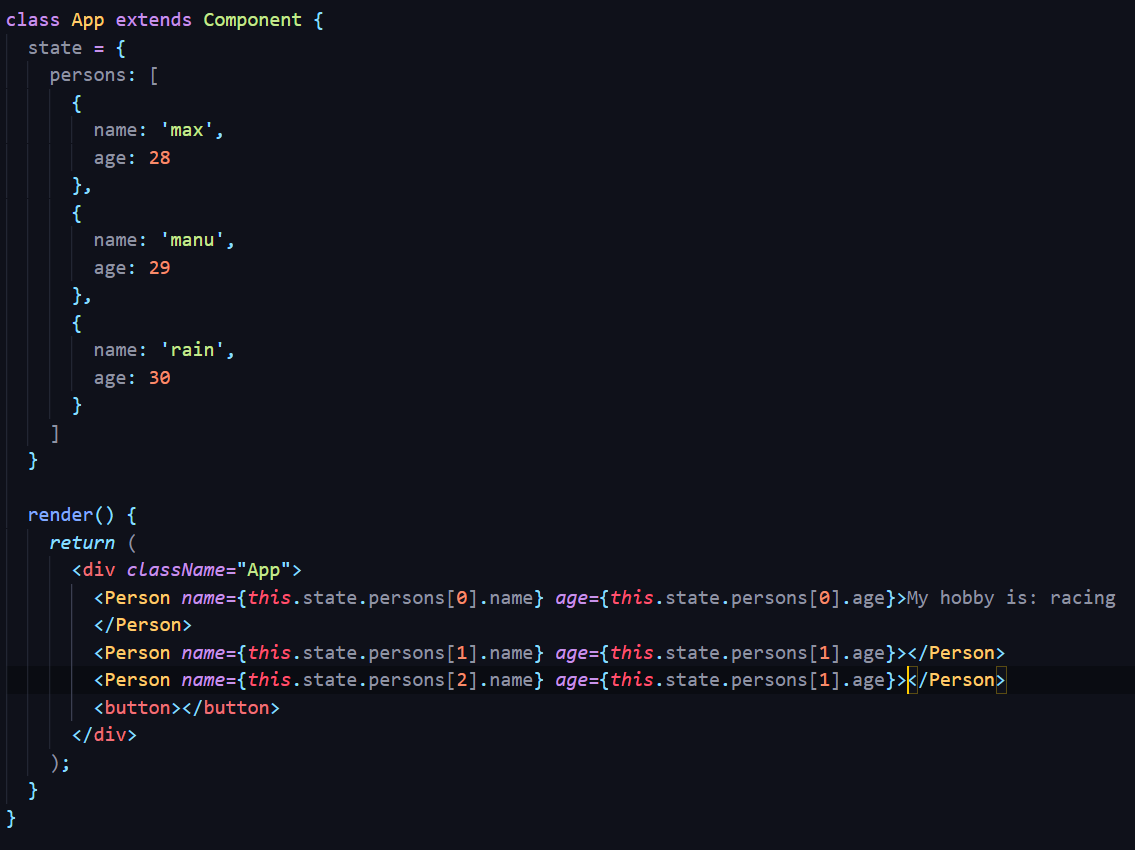 class App extends Component {
  state = {
    persons: [
      {
        name: 'max',
        age: 28
      },
      {
        name: 'manu',
        age: 29
      },
      {
        name: 'rain',
        age: 30
      }
    ]
  }

  render() {
    return (
      <div className="App">
        <Person name={this.state.persons[0].name} age={this.state.persons[0].age}>My hobby is: racing
        </Person>
        <Person name={this.state.persons[1].name} age={this.state.persons[1].age}></Person>
        <Person name={this.state.persons[2].name} age={this.state.persons[1].age}></Person>
        <button></button>
      </div>
    );
  }
}